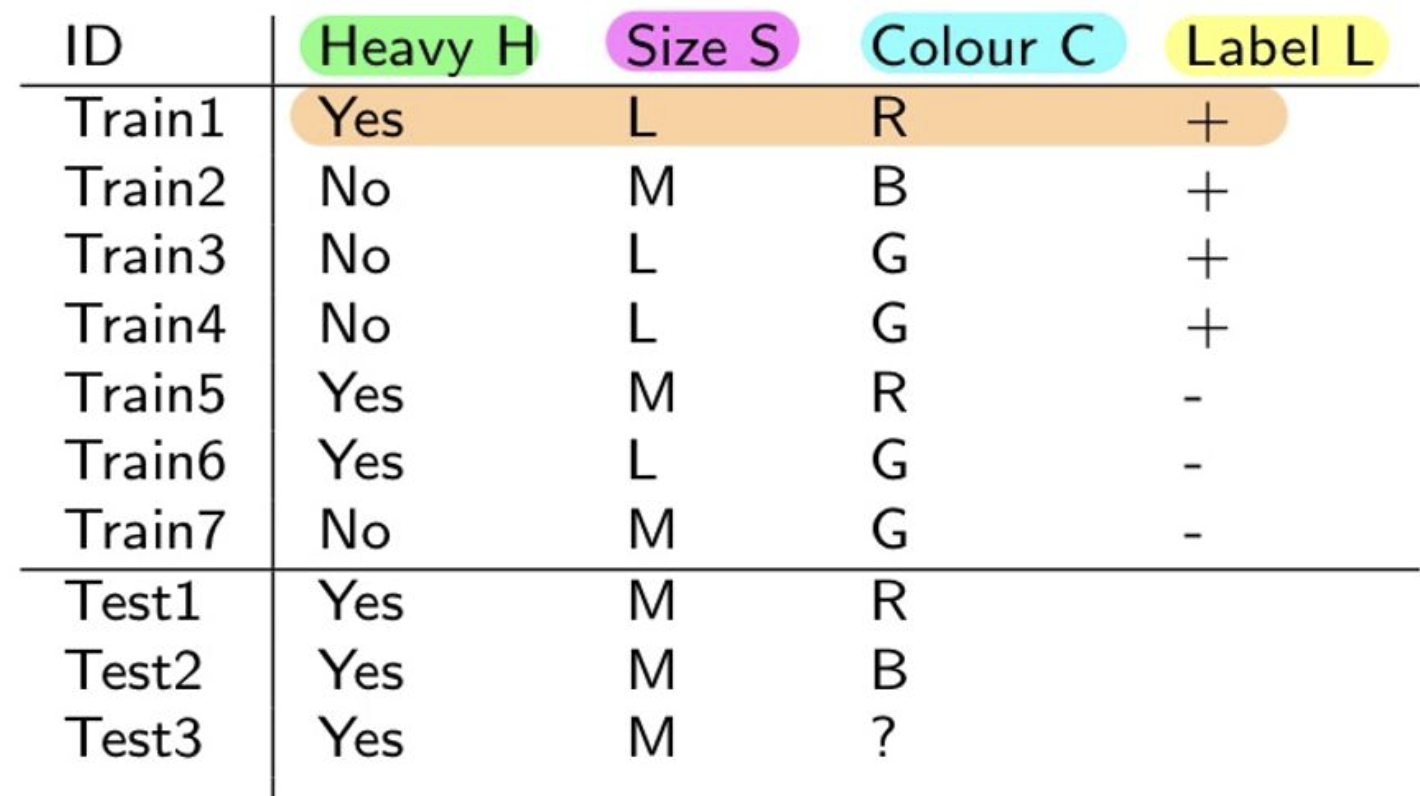 ID Heavy H Size S Colour C Label L
Train1 Yes L R +
Train2 No M B +
Train3 No L G +
Train4 No L G +
Train5 Yes M R -
Train6 Yes L G -
Train7 No M G -
Test1 Yes M R
Test2 Yes M B
Test3 Yes M ?